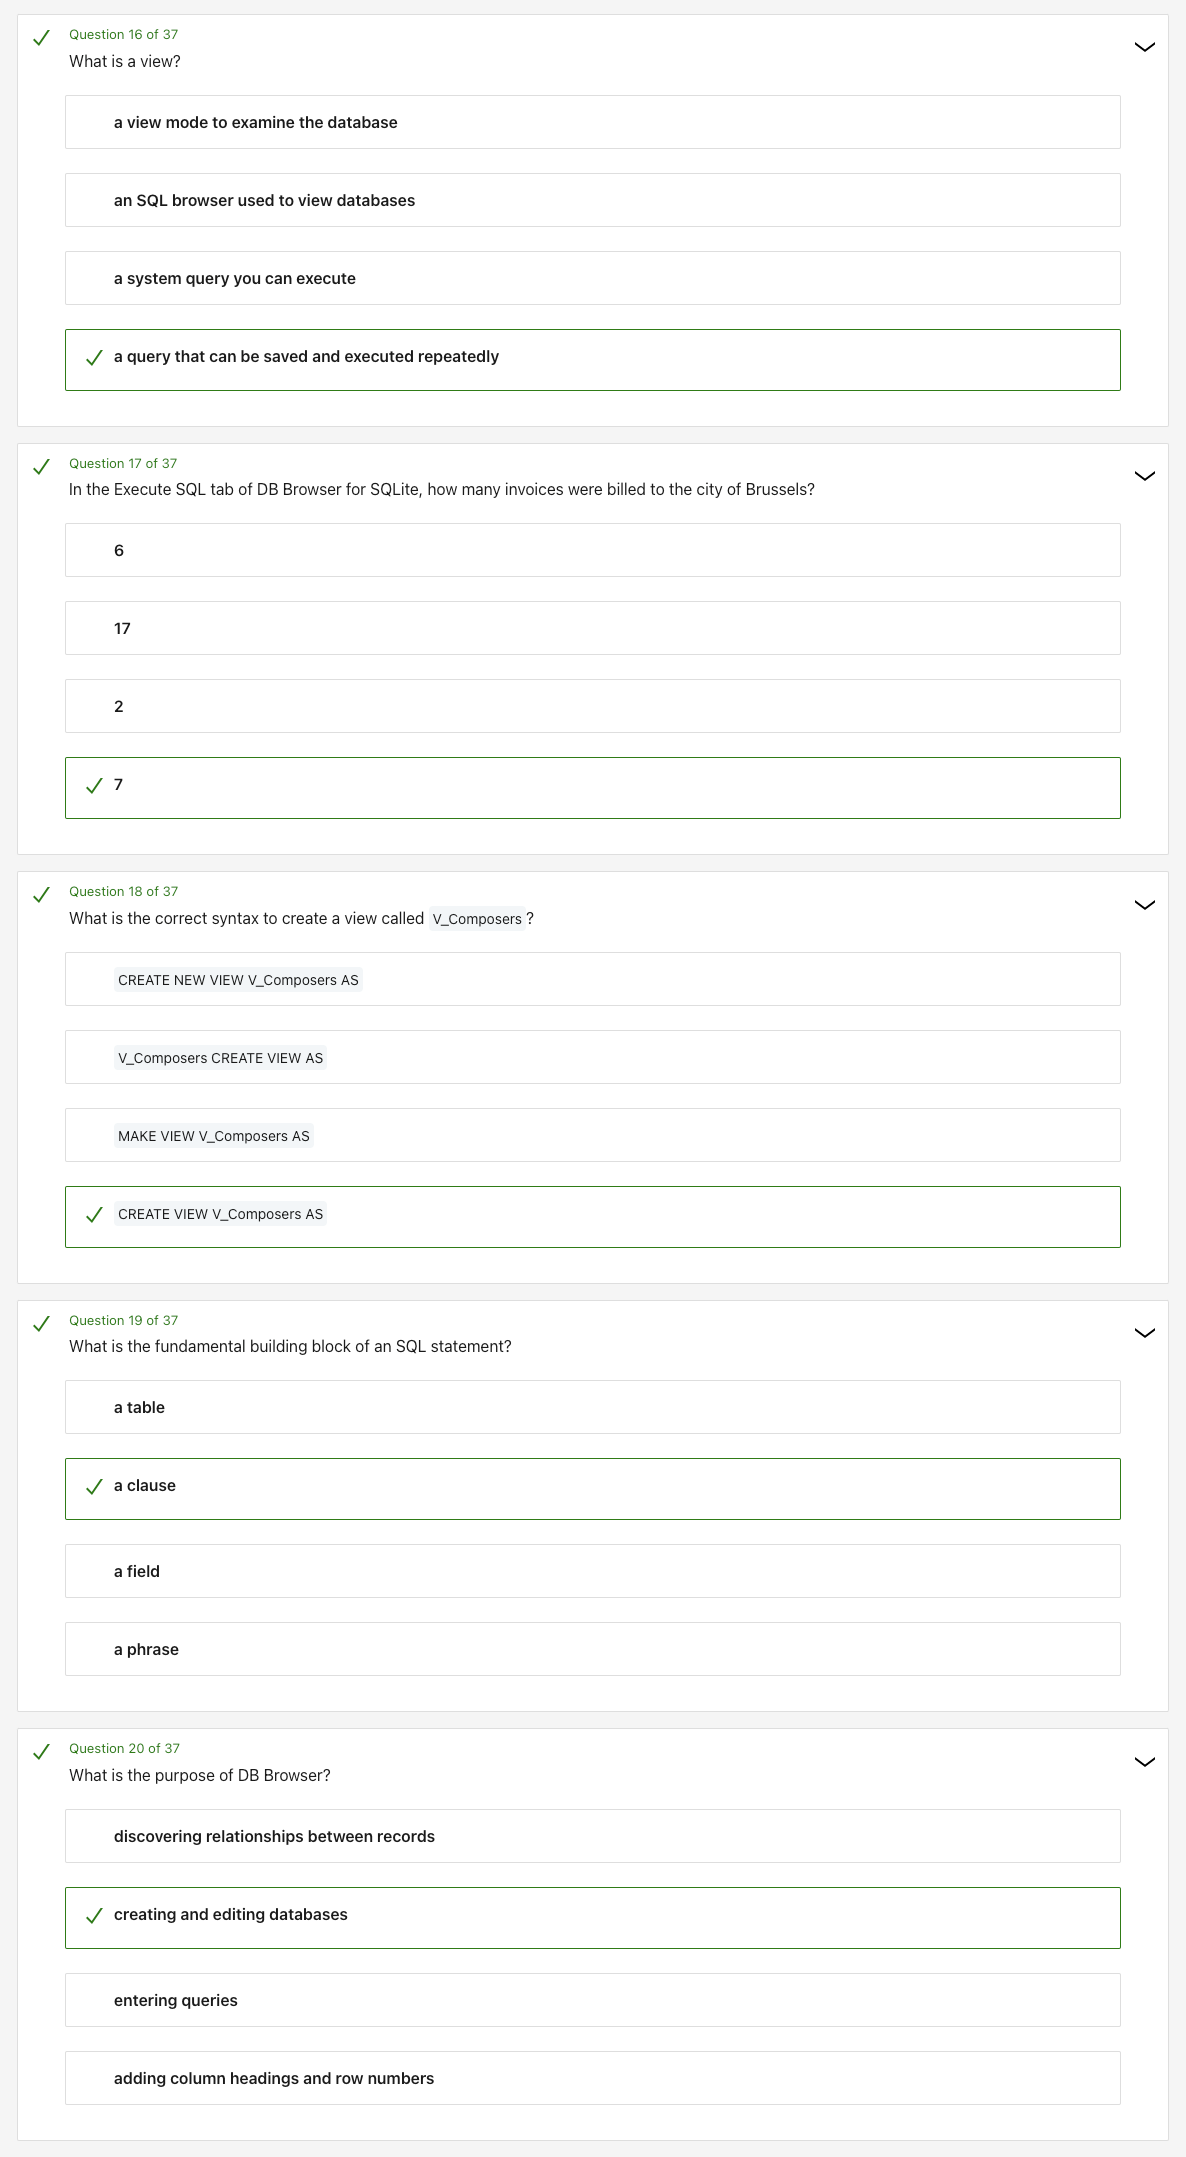 Question 16 of 37
What is a view?
a view mode to examine the database
an SQL browser used to view databases
a system query you can execute
a query that can be saved and executed repeatedly
Question 17 of 37
In the Execute SQL tab of DB Browser for SQLite, how many invoices were billed to the city of Brussels?
6
17
2
7
Question 18 of 37
What is the correct syntax to create a view called V_Composers?
CREATE NEW VIEW V_Composers AS
V_Composers CREATE VIEW AS
MAKE VIEW V_Composers AS
CREATE VIEW V_Composers AS
Question 19 of 37
What is the fundamental building block of an SQL statement?
a table
a clause
a field
a phrase
Question 20 of 37
What is the purpose of DB Browser?
discovering relationships between records
creating and editing databases
entering queries
adding column headings and row numbers